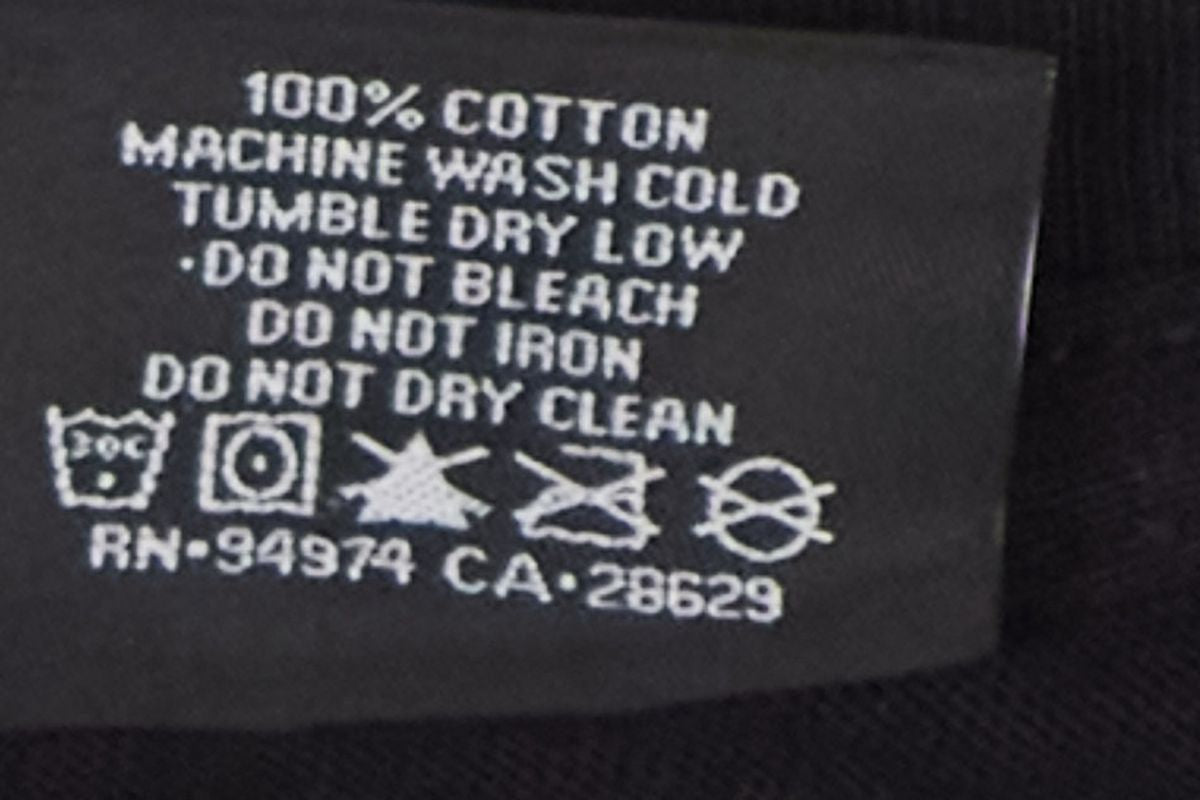 100% COTTON
MACHINE WASH COLD
TUMBLE DRY LOW
·DO NOT BLEACH
DO NOT IRON
DO NOT DRY CLEAN
30C
RN·94974 CA·28629